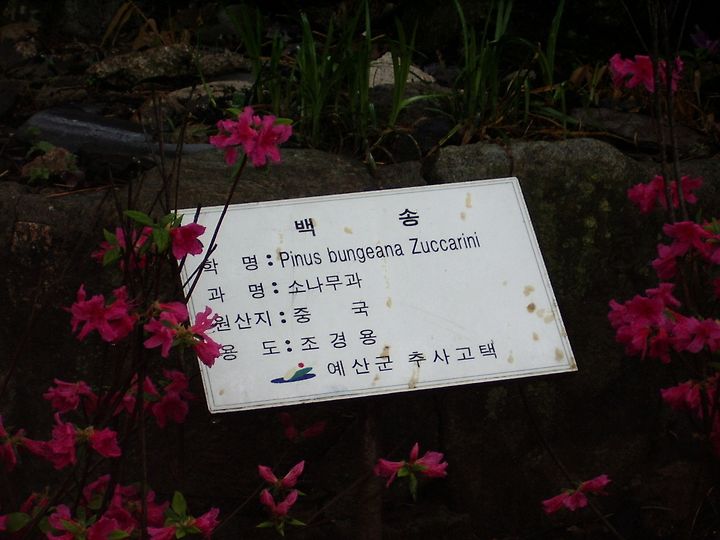 백 송
학 명 : Pinus bungeana Zuccarini
과 명 : 소나무과
원산지 : 중 국
용 도 : 조경용
예산군 추사고택